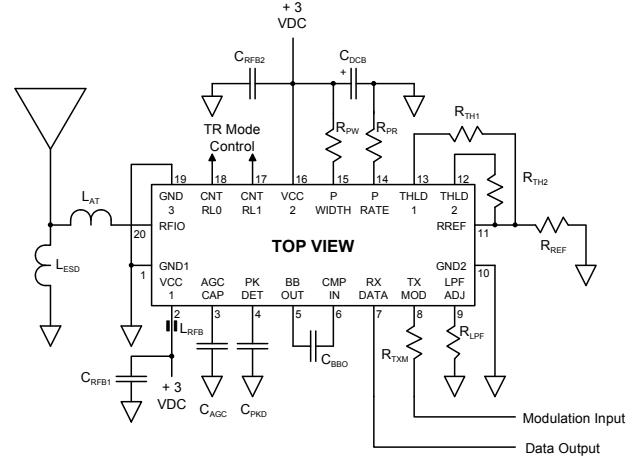 + 3
VDC
CRFB2
CDCB
+
TR Mode
Control
RPW
RPR
RTH1
RTH2
LAT
LESD
19
18
17
16
15
14
13
12
GND
3
CNT
RL0
CNT
RL1
VCC
2
P
WIDTH
P
RATE
THLD
1
THLD
2
20
RFIO
RREF
11
RREF
TOP VIEW
1
GND1
GND2
10
VCC
1
AGC
CAP
PK
DET
BB
OUT
CMP
IN
RX
DATA
TX
MOD
LPF
ADJ
2
3
4
5
6
7
8
9
LRFB
CRFB1
+ 3
VDC
CAGC
CPKD
CBBO
RTXM
RLPF
Modulation Input
Data Output